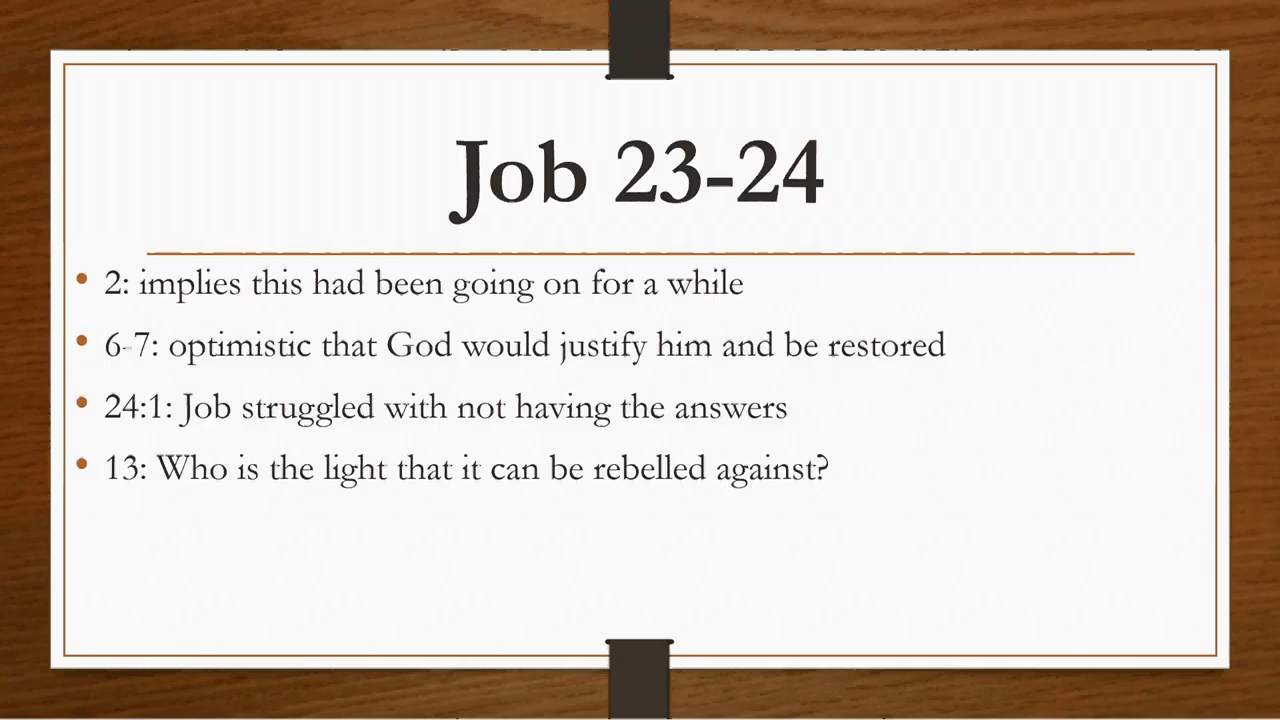 Job 23-24
• 2: implies this had been going on for a while
• 6-7: optimistic that God would justify him and be restored
• 24:1: Job struggled with not having the answers
• 13: Who is the light that it can be rebelled against?